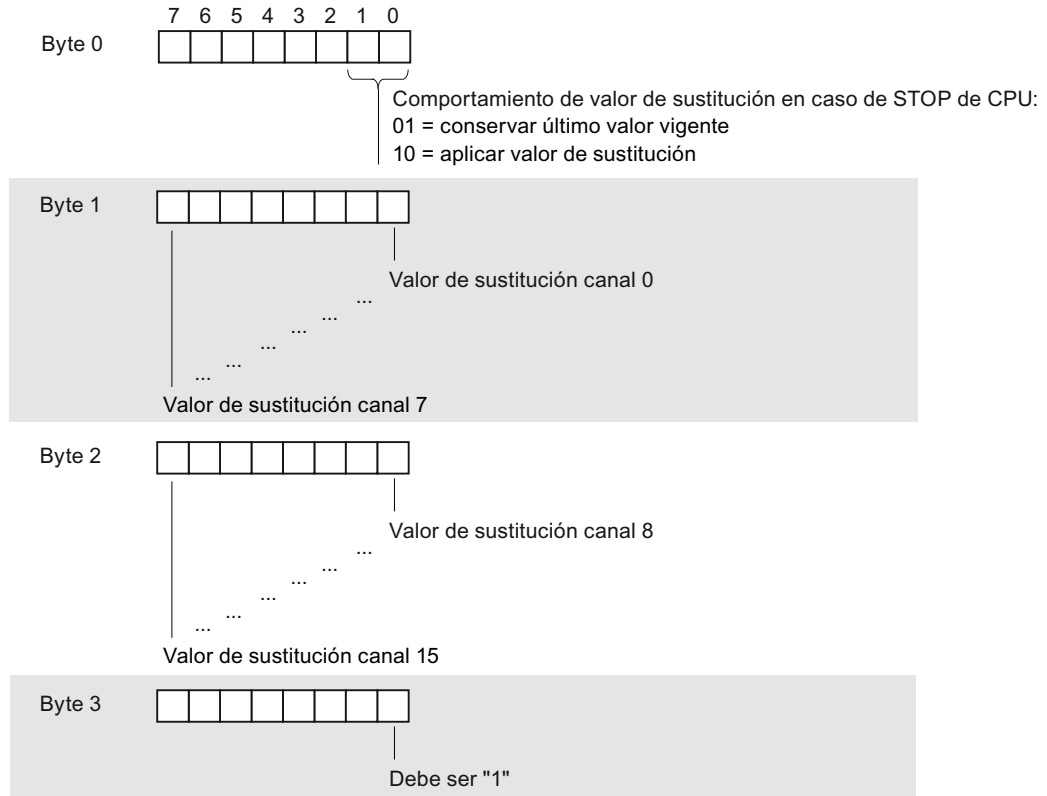 7 6 5 4 3 2 1 0
Byte 0
Comportamiento de valor de sustitución en caso de STOP de CPU:
01 = conservar último valor vigente
10 = aplicar valor de sustitución
Byte 1
Valor de sustitución canal 0
...
...
...
...
...
...
Valor de sustitución canal 7
Byte 2
Valor de sustitución canal 8
...
...
...
...
...
...
Valor de sustitución canal 15
Byte 3
Debe ser "1"